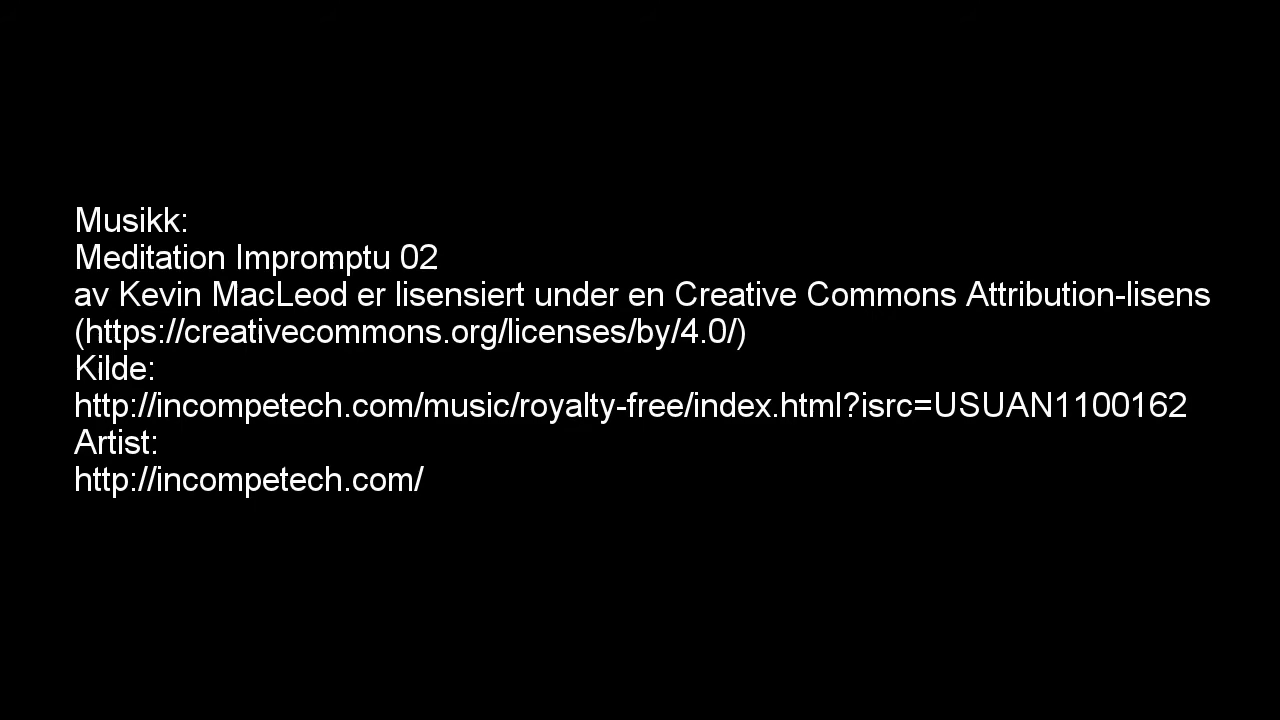 Musikk:
Meditation Impromptu 02
av Kevin MacLeod er lisensiert under en Creative Commons Attribution-lisens
(https://creativecommons.org/licenses/by/4.0/)
Kilde:
http://incompetech.com/music/royalty-free/index.html?isrc=USUAN1100162
Artist:
http://incompetech.com/